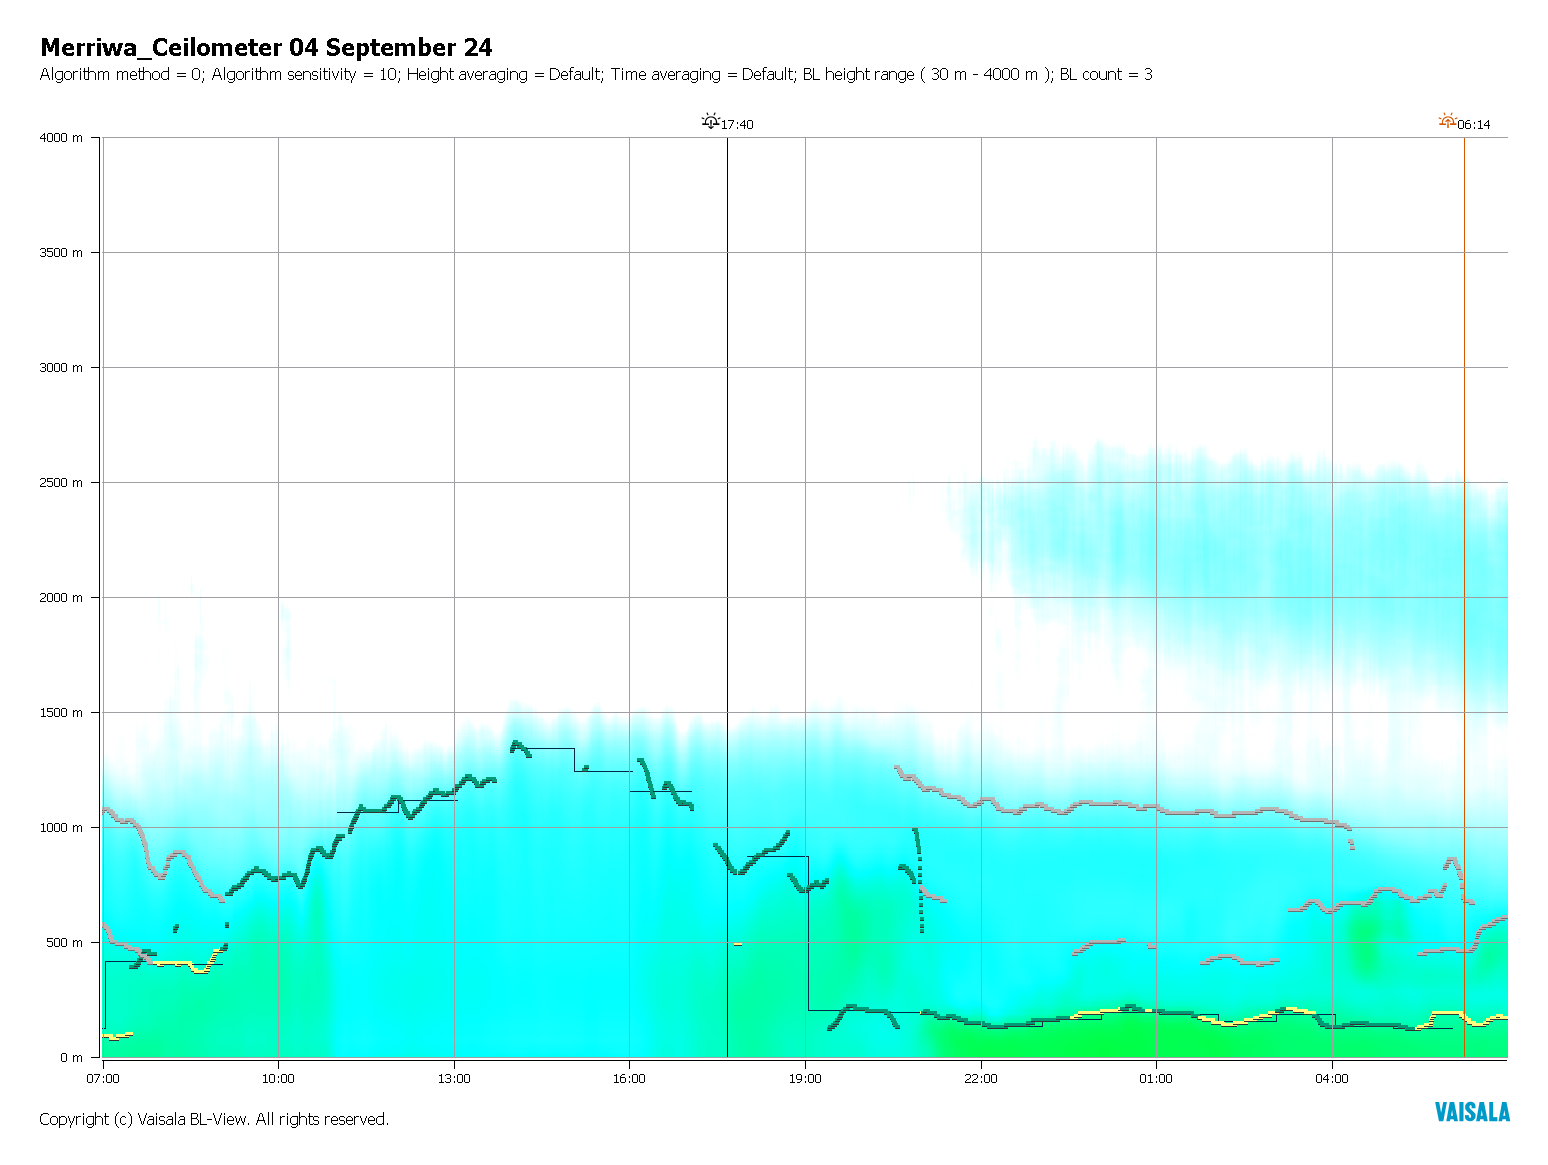 Merriwa_Ceilometer 04 September 24
Algorithm method = 0; Algorithm sensitivity = 10; Height averaging = Default; Time averaging = Default; BL height range ( 30 m - 4000 m ); BL count = 3
17:40
06:14
4000 m
3500 m
3000 m
2500 m
2000 m
1500 m
1000 m
500 m
0 m
07:00
10:00
13:00
16:00
19:00
22:00
01:00
04:00
Copyright (c) Vaisala BL-View. All rights reserved.
VAISALA